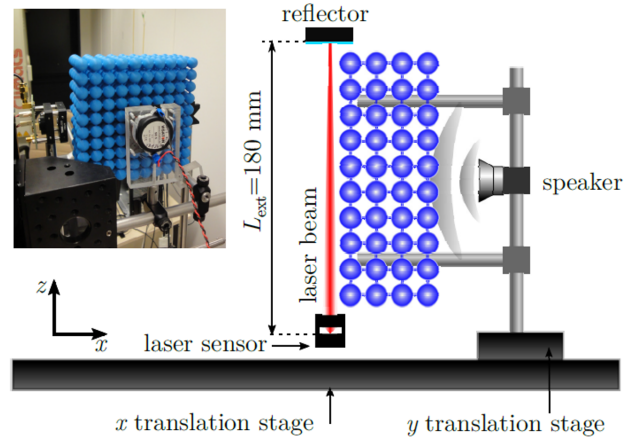 reflector
L_ext=180 mm
laser beam
speaker
z
x
laser sensor
x translation stage
y translation stage